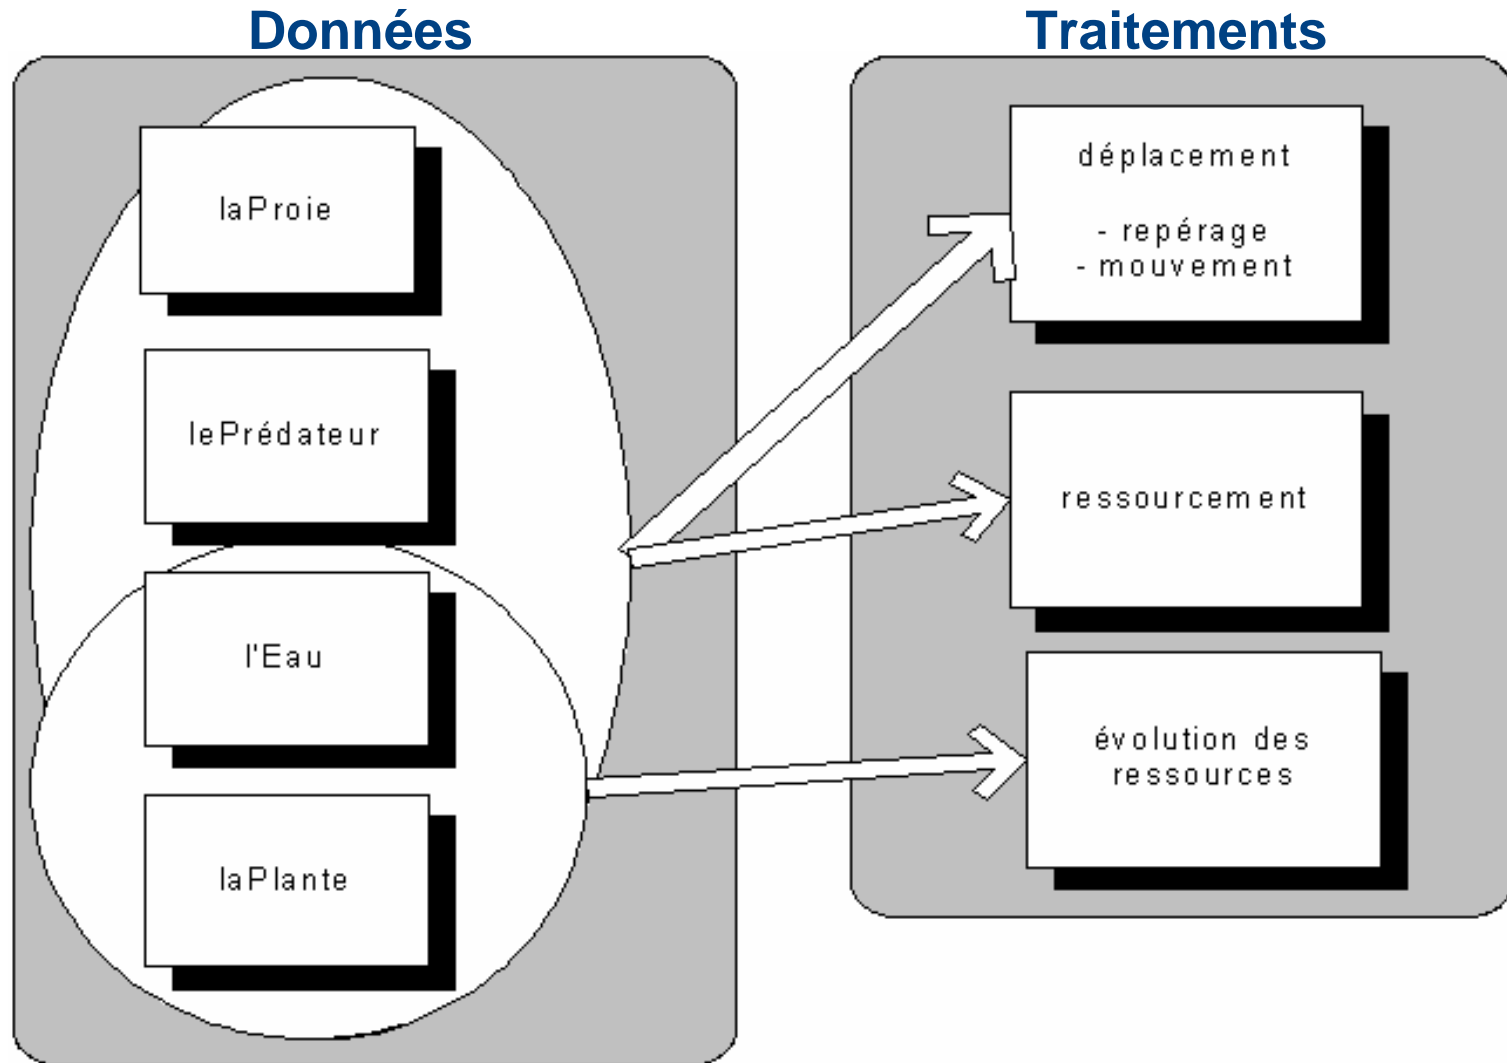 Données
Traitements
laProie
lePrédateur
l'Eau
laPlante
déplacement
- repérage
- mouvement
ressourcement
évolution des
ressources